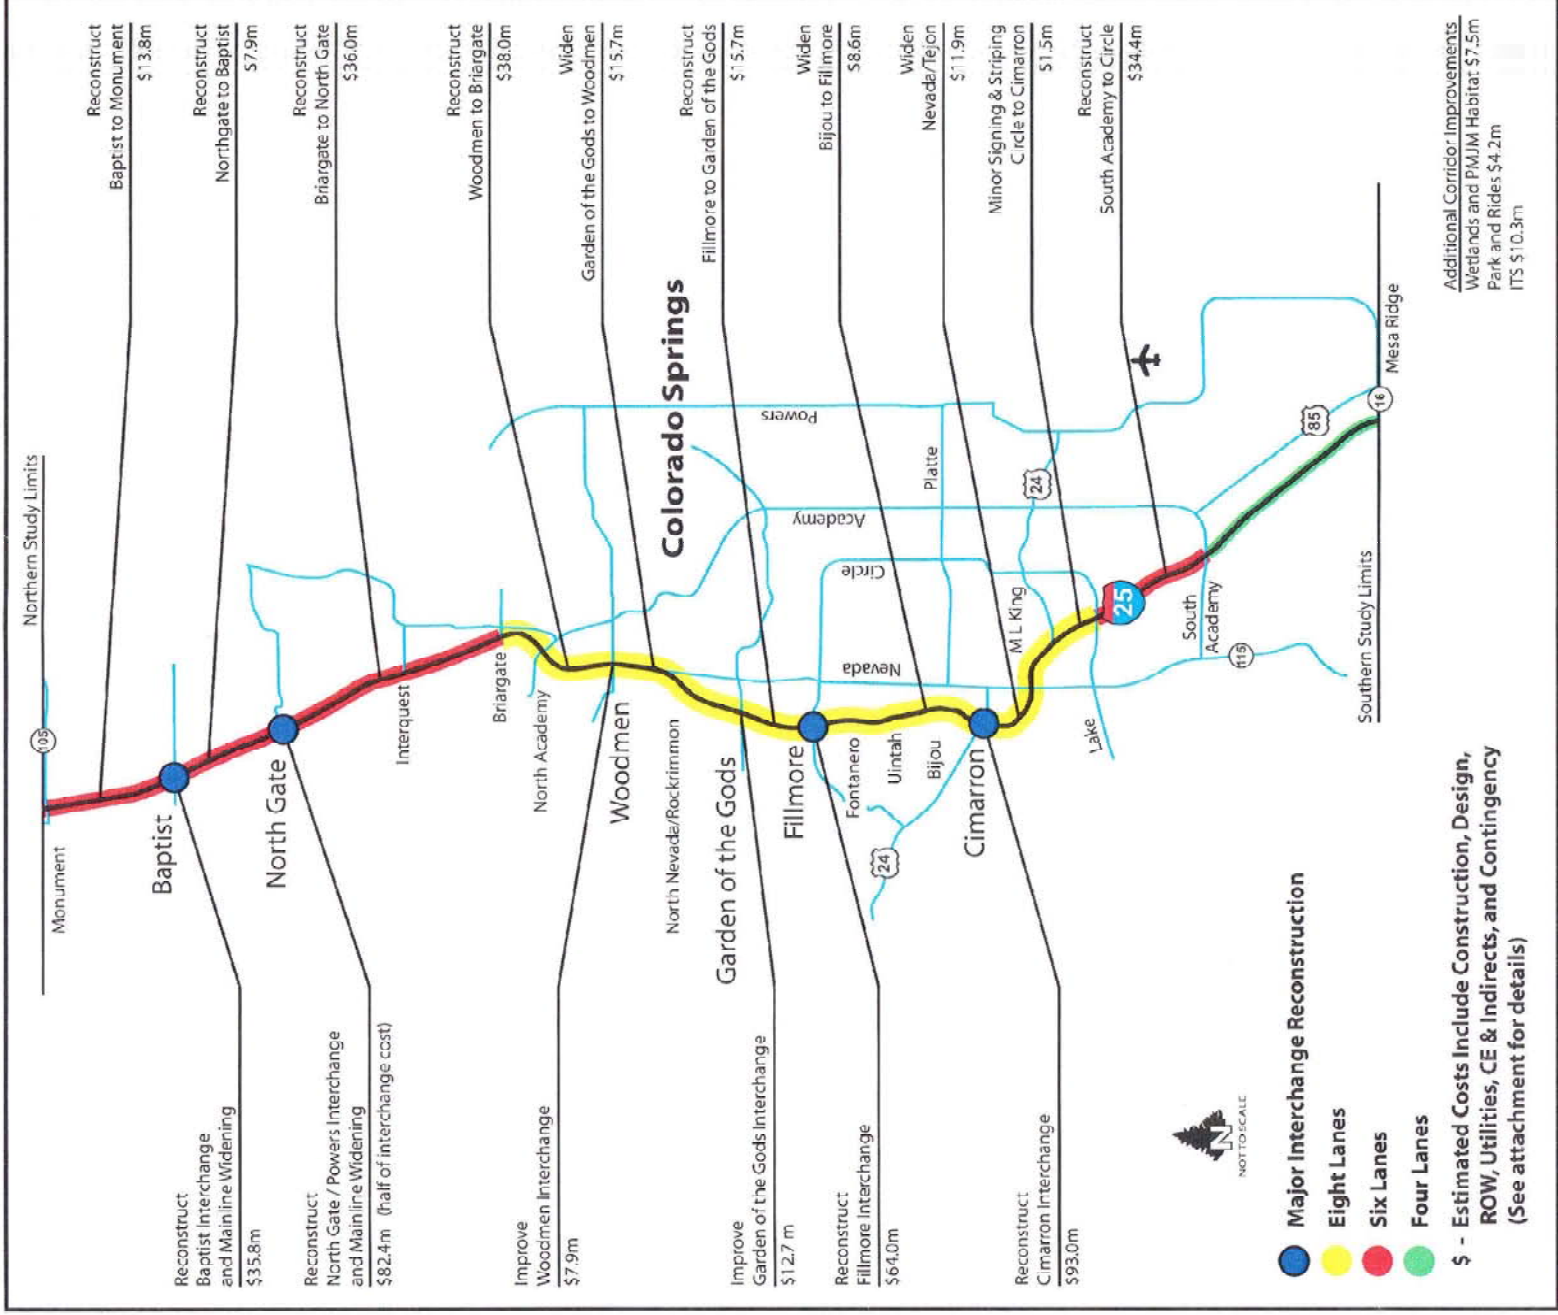 Northern Study Limits
105
Monument
Reconstruct
Baptist to Monument
$13.8m
Reconstruct
Northgate to Baptist
$7.9m
Reconstruct
Briargate to North Gate
$36.0m
Reconstruct
Woodmen to Briargate
$38.0m
Widen
Garden of the Gods to Woodmen
$15.7m
Reconstruct
Fillmore to Garden of the Gods
$15.7m
Widen
Bijou to Fillmore
$8.6m
Widen
Nevada/Tejon
$11.9m
Minor Signing & Striping
Circle to Cimarron
$1.5m
Reconstruct
South Academy to Circle
$34.4m
Baptist
North Gate
Interquest
Briargate
North Academy
Woodmen
North Nevada/Rockrimmon
Garden of the Gods
Fillmore
Fontanero
Uintah
Bijou
Cimarron
24
Lake
Colorado Springs
Powers
Academy
Circle
Nevada
Platte
24
M L King
25
South
Academy
115
85
16
Mesa Ridge
Southern Study Limits
Reconstruct
Baptist Interchange
and Mainline Widening
$35.8m
Reconstruct
North Gate / Powers Interchange
and Mainline Widening
$82.4m (half of interchange cost)
Improve
Woodmen Interchange
$7.9m
Improve
Garden of the Gods Interchange
$12.7 m
Reconstruct
Fillmore Interchange
$64.0m
Reconstruct
Cimarron Interchange
$93.0m
N
NOT TO SCALE
Major Interchange Reconstruction
Eight Lanes
Six Lanes
Four Lanes
$ - Estimated Costs Include Construction, Design,
ROW, Utilities, CE & Indirects, and Contingency
(See attachment for details)
Additional Corridor Improvements
Wetlands and PMJM Habitat $7.5m
Park and Rides $4.2m
ITS $10.3m